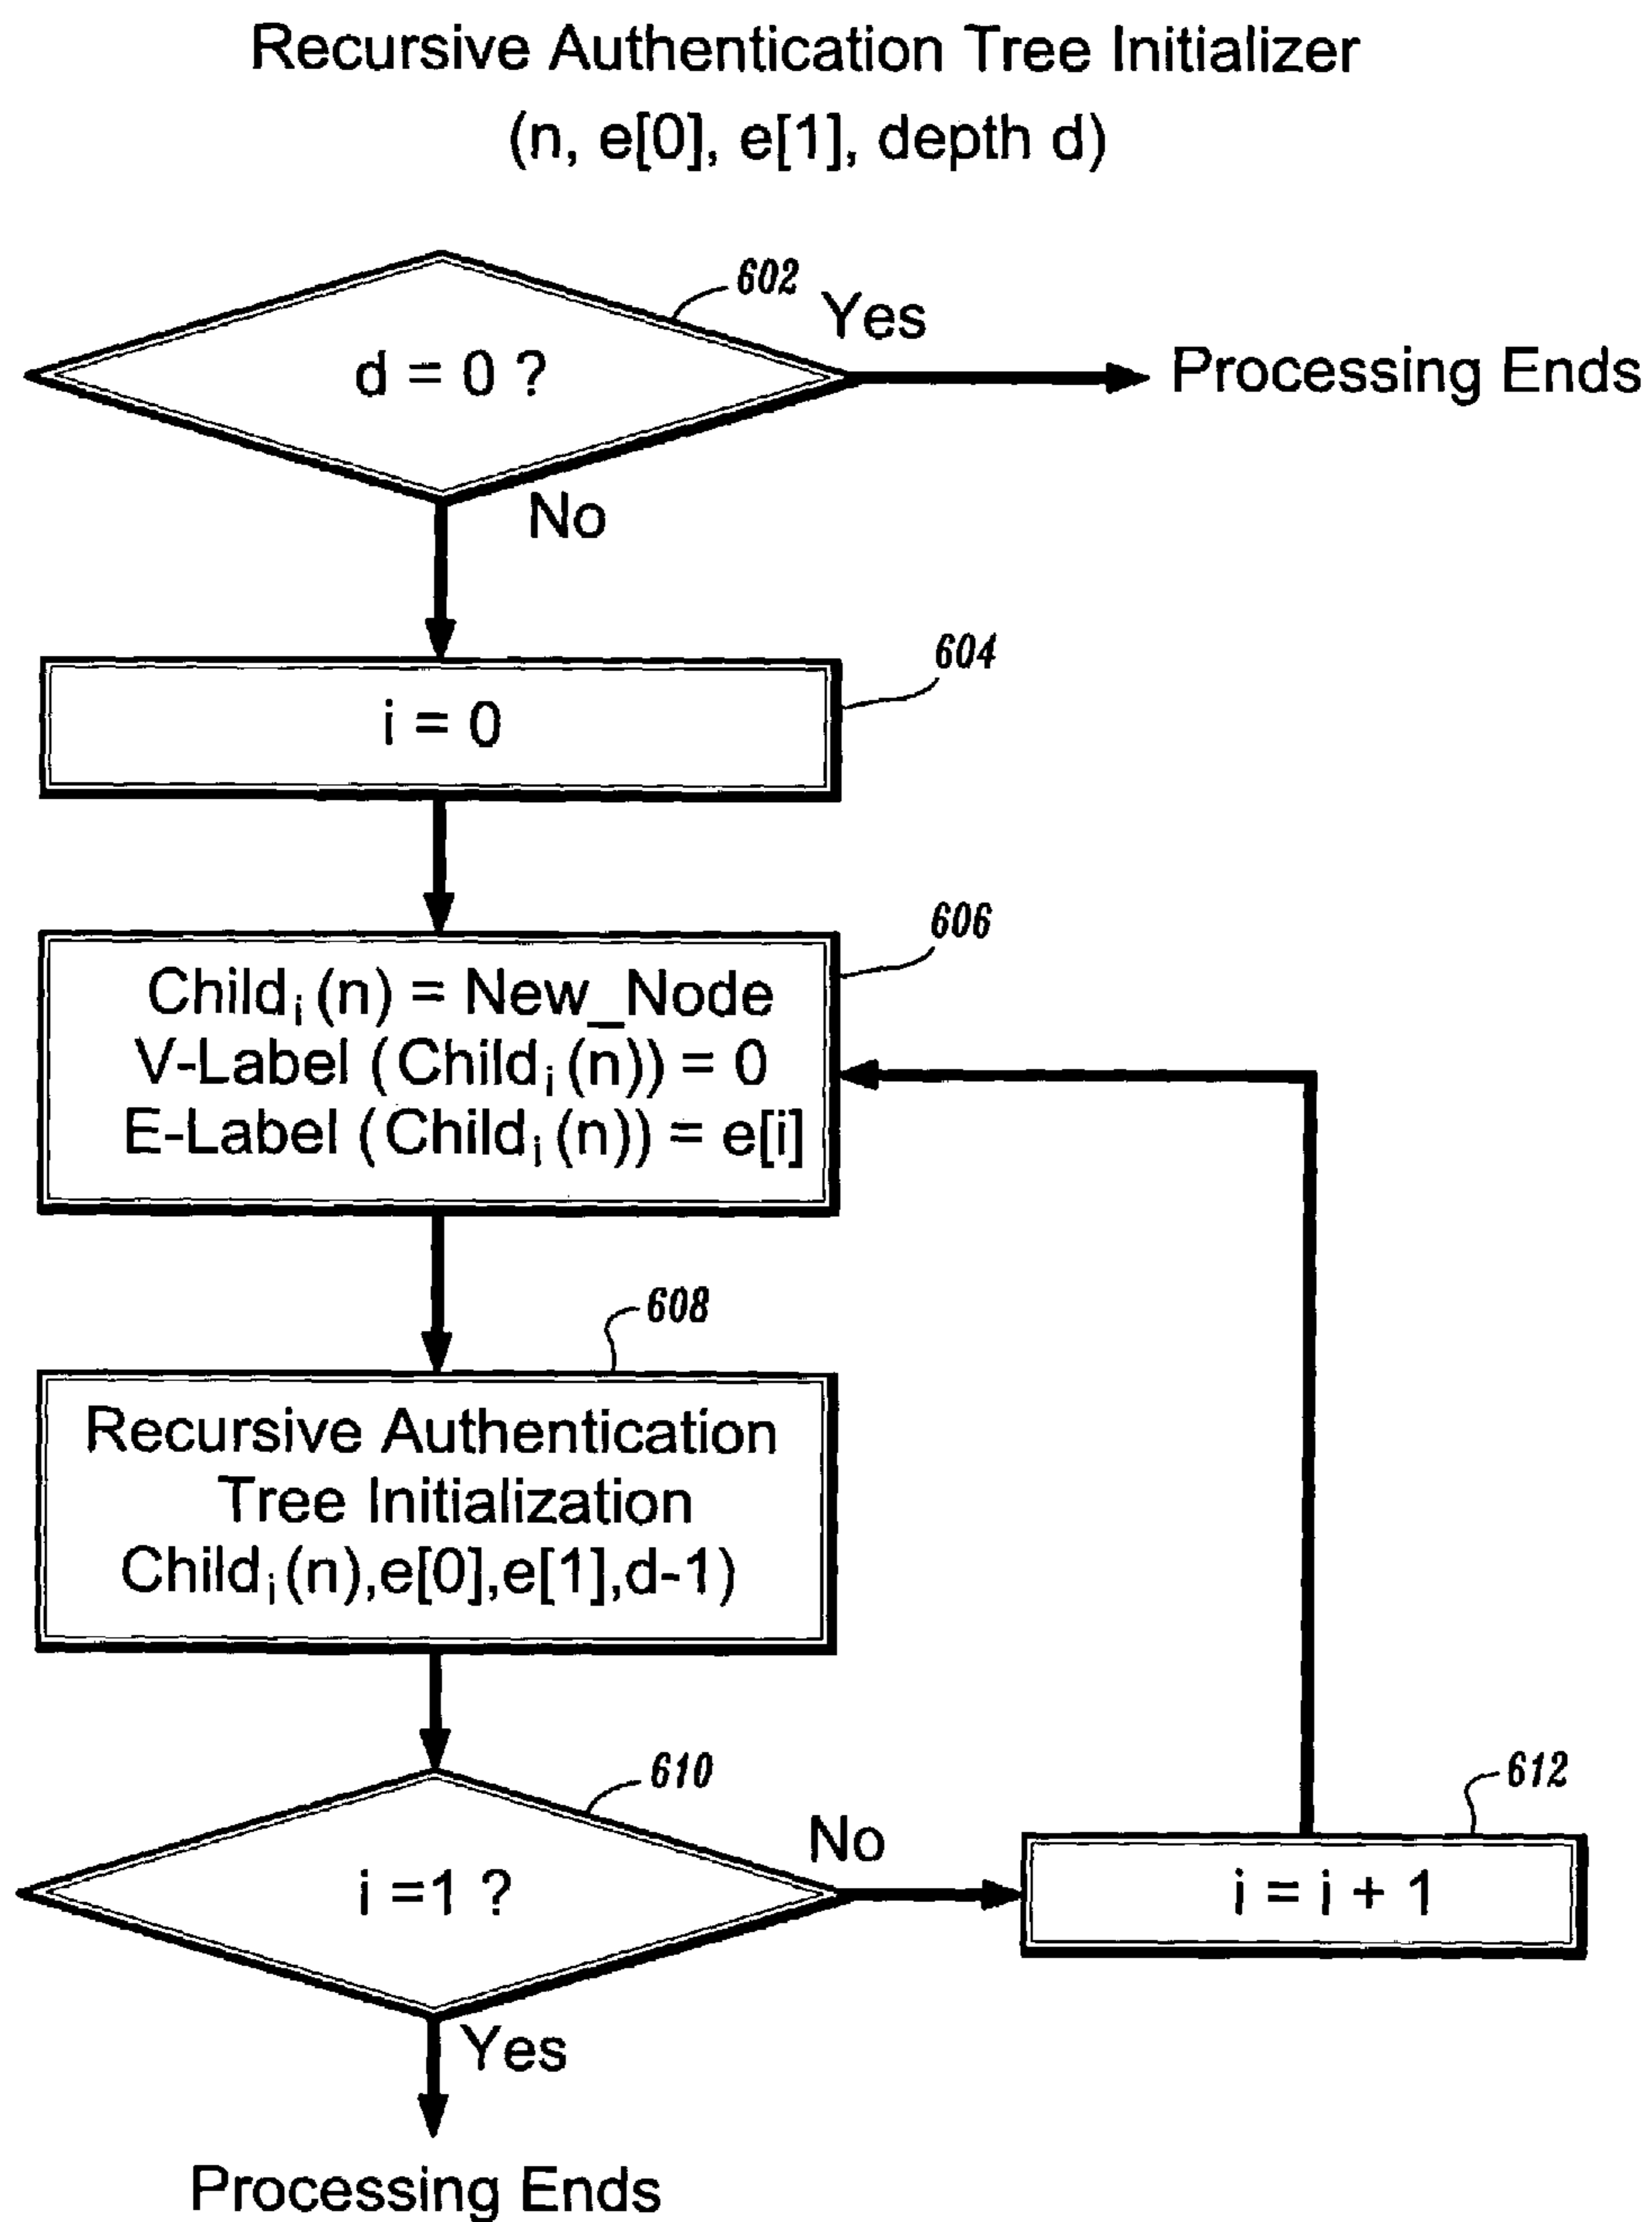 Recursive Authentication Tree Initializer
(n, e[0], e[1], depth d)
602
Yes
d = 0 ?
Processing Ends
No
604
i = 0
606
Childᵢ (n) = New_Node
V-Label (Childᵢ (n)) = 0
E-Label (Childᵢ (n)) = e[i]
608
Recursive Authentication
Tree Initialization
Childᵢ (n),e[0],e[1],d-1)
610
612
No
i =1 ?
i = i + 1
Yes
Processing Ends